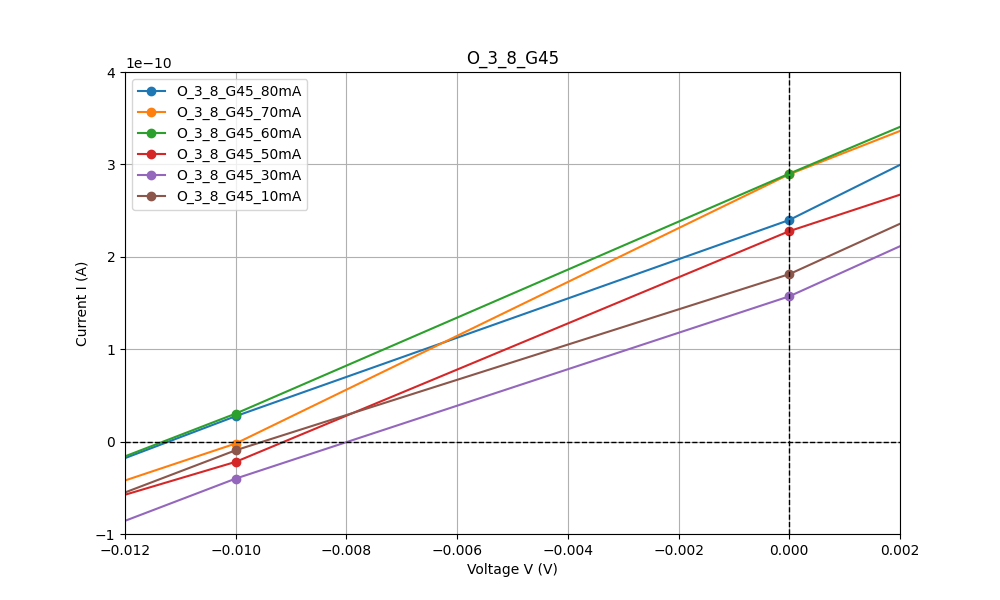 O_3_8_G45
1e−10
4
3
2
1
0
−1
O_3_8_G45_80mA
O_3_8_G45_70mA
O_3_8_G45_60mA
O_3_8_G45_50mA
O_3_8_G45_30mA
O_3_8_G45_10mA
Current I (A)
−0.012 −0.010 −0.008 −0.006 −0.004 −0.002 0.000 0.002
Voltage V (V)